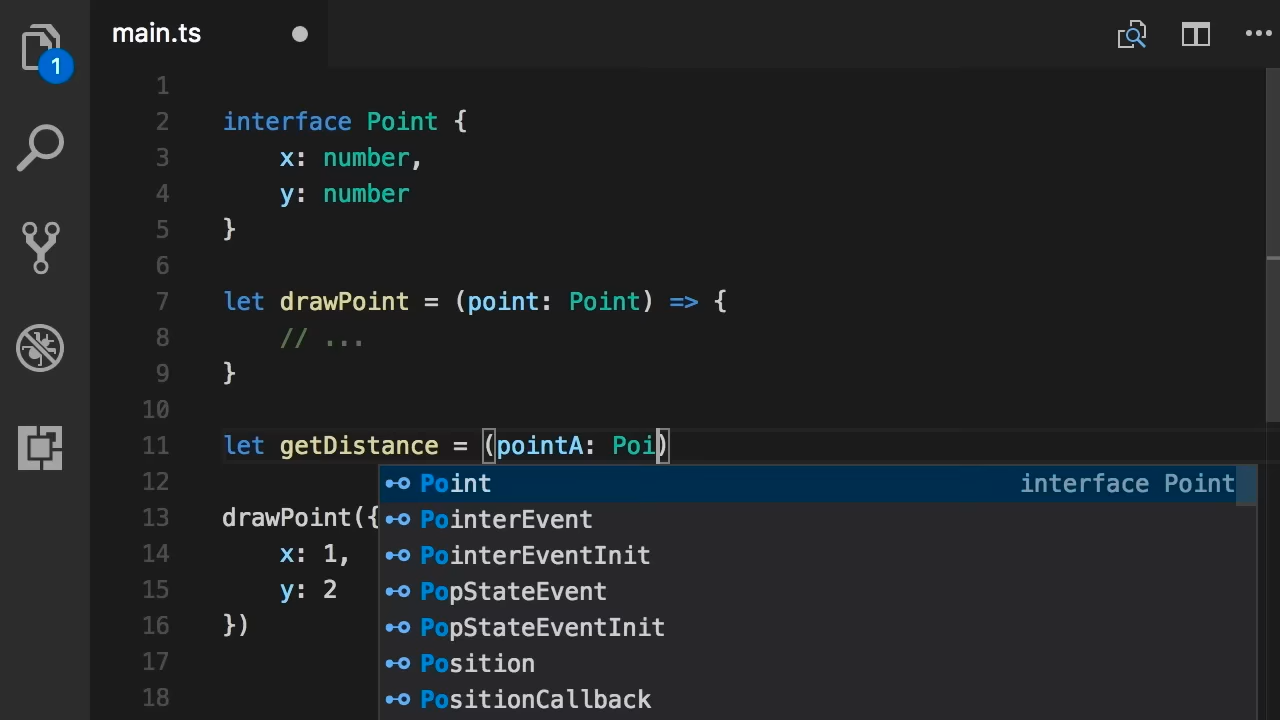 main.ts
1
1
2 interface Point {
3 x: number,
4 y: number
5 }
6
7 let drawPoint = (point: Point) => {
8 // ...
9 }
10
11 let getDistance = (pointA: Poi)
12 Point interface Point
13 drawPoint({ PointerEvent
14 x: 1, PointerEventInit
15 y: 2 PopStateEvent
16 }) PopStateEventInit
17 Position
18 PositionCallback